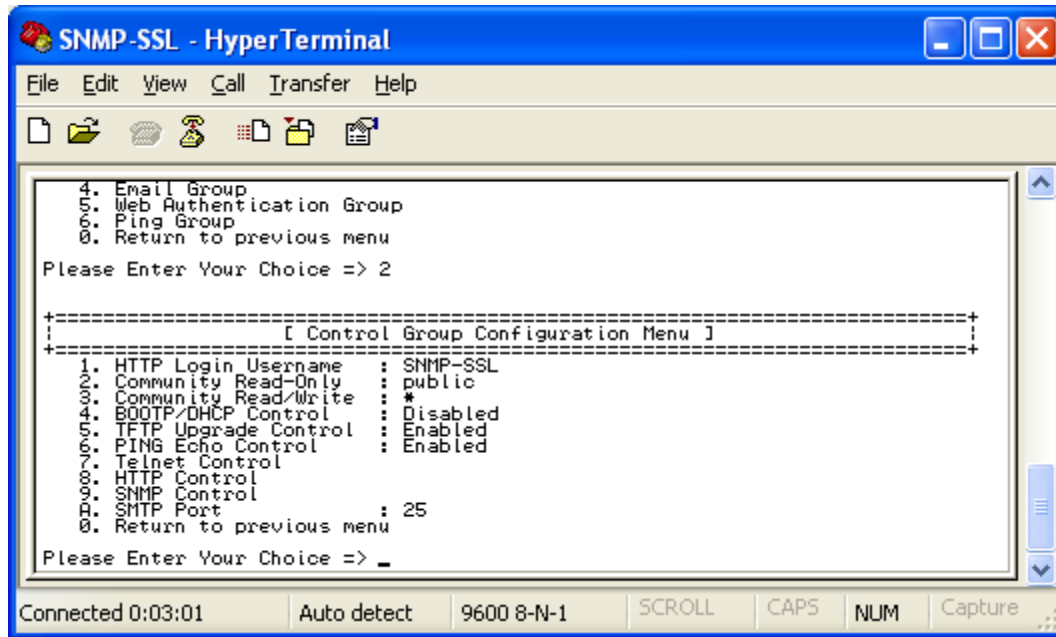 SNMP-SSL - HyperTerminal
File Edit View Call Transfer Help
4. Email Group
5. Web Authentication Group
6. Ping Group
0. Return to previous menu
Please Enter Your Choice => 2
[ Control Group Configuration Menu ]
1. HTTP Login Username : SNMP-SSL
2. Community Read-Only : public
3. Community Read/Write : *
4. BOOTP/DHCP Control : Disabled
5. TFTP Upgrade Control : Enabled
6. PING Echo Control : Enabled
7. Telnet Control
8. HTTP Control
9. SNMP Control
A. SMTP Port : 25
0. Return to previous menu
Please Enter Your Choice => _
Connected 0:03:01 Auto detect 9600 8-N-1 SCROLL CAPS NUM Capture